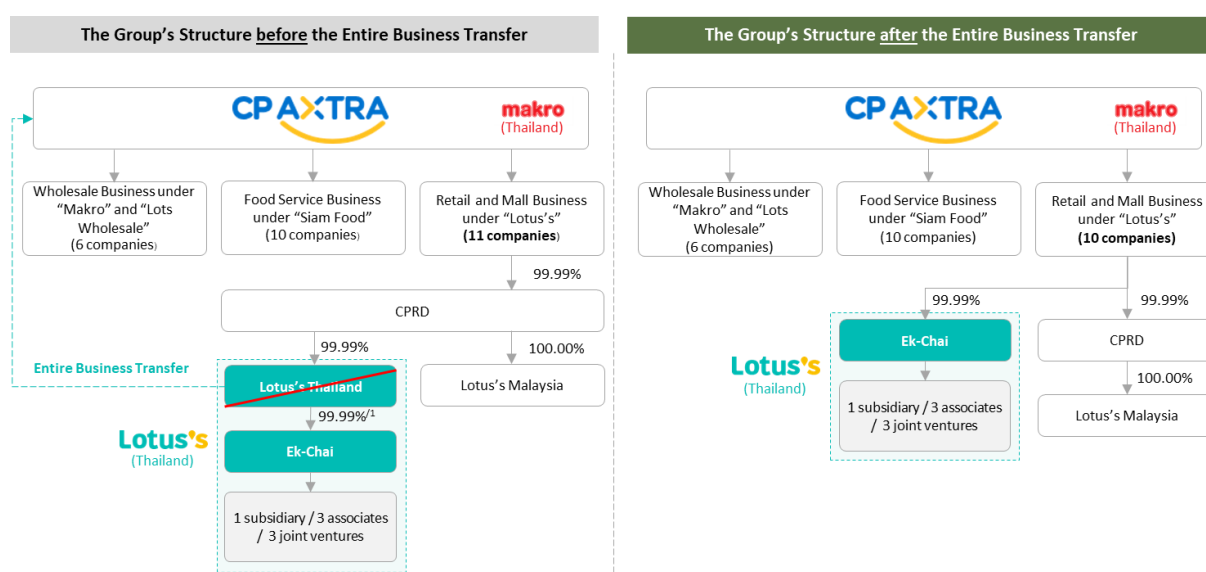 The Group's Structure before the Entire Business Transfer
CP AXTRA
makro
(Thailand)
Wholesale Business under
"Makro" and "Lots
Wholesale"
(6 companies)
Food Service Business
under "Siam Food"
(10 companies)
Retail and Mall Business
under "Lotus's"
(11 companies)
99.99%
CPRD
99.99%
100.00%
Entire Business Transfer
Lotus's Thailand
Lotus's Malaysia
99.99%/1
Lotus's
(Thailand)
Ek-Chai
1 subsidiary / 3 associates
/ 3 joint ventures
The Group's Structure after the Entire Business Transfer
CP AXTRA
makro
(Thailand)
Wholesale Business under
"Makro" and "Lots
Wholesale"
(6 companies)
Food Service Business
under "Siam Food"
(10 companies)
Retail and Mall Business
under "Lotus's"
(10 companies)
99.99%
99.99%
Ek-Chai
CPRD
Lotus's
(Thailand)
100.00%
1 subsidiary / 3 associates
/ 3 joint ventures
Lotus's Malaysia